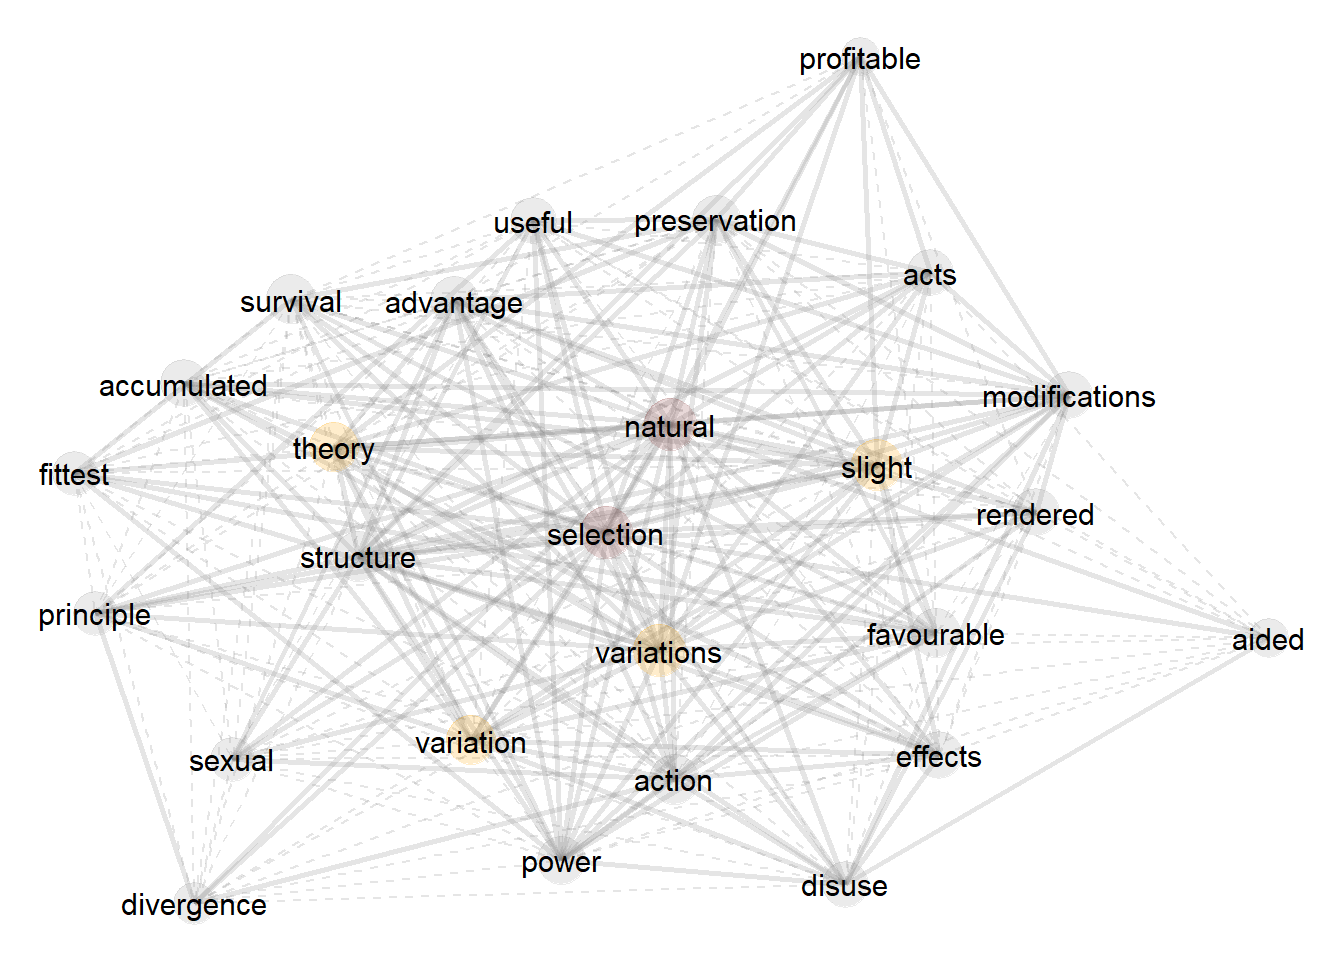 profitable
useful
preservation
acts
survival
advantage
accumulated
modifications
natural
theory
slight
fittest
rendered
selection
structure
principle
favourable
aided
variations
variation
effects
sexual
action
power
disuse
divergence